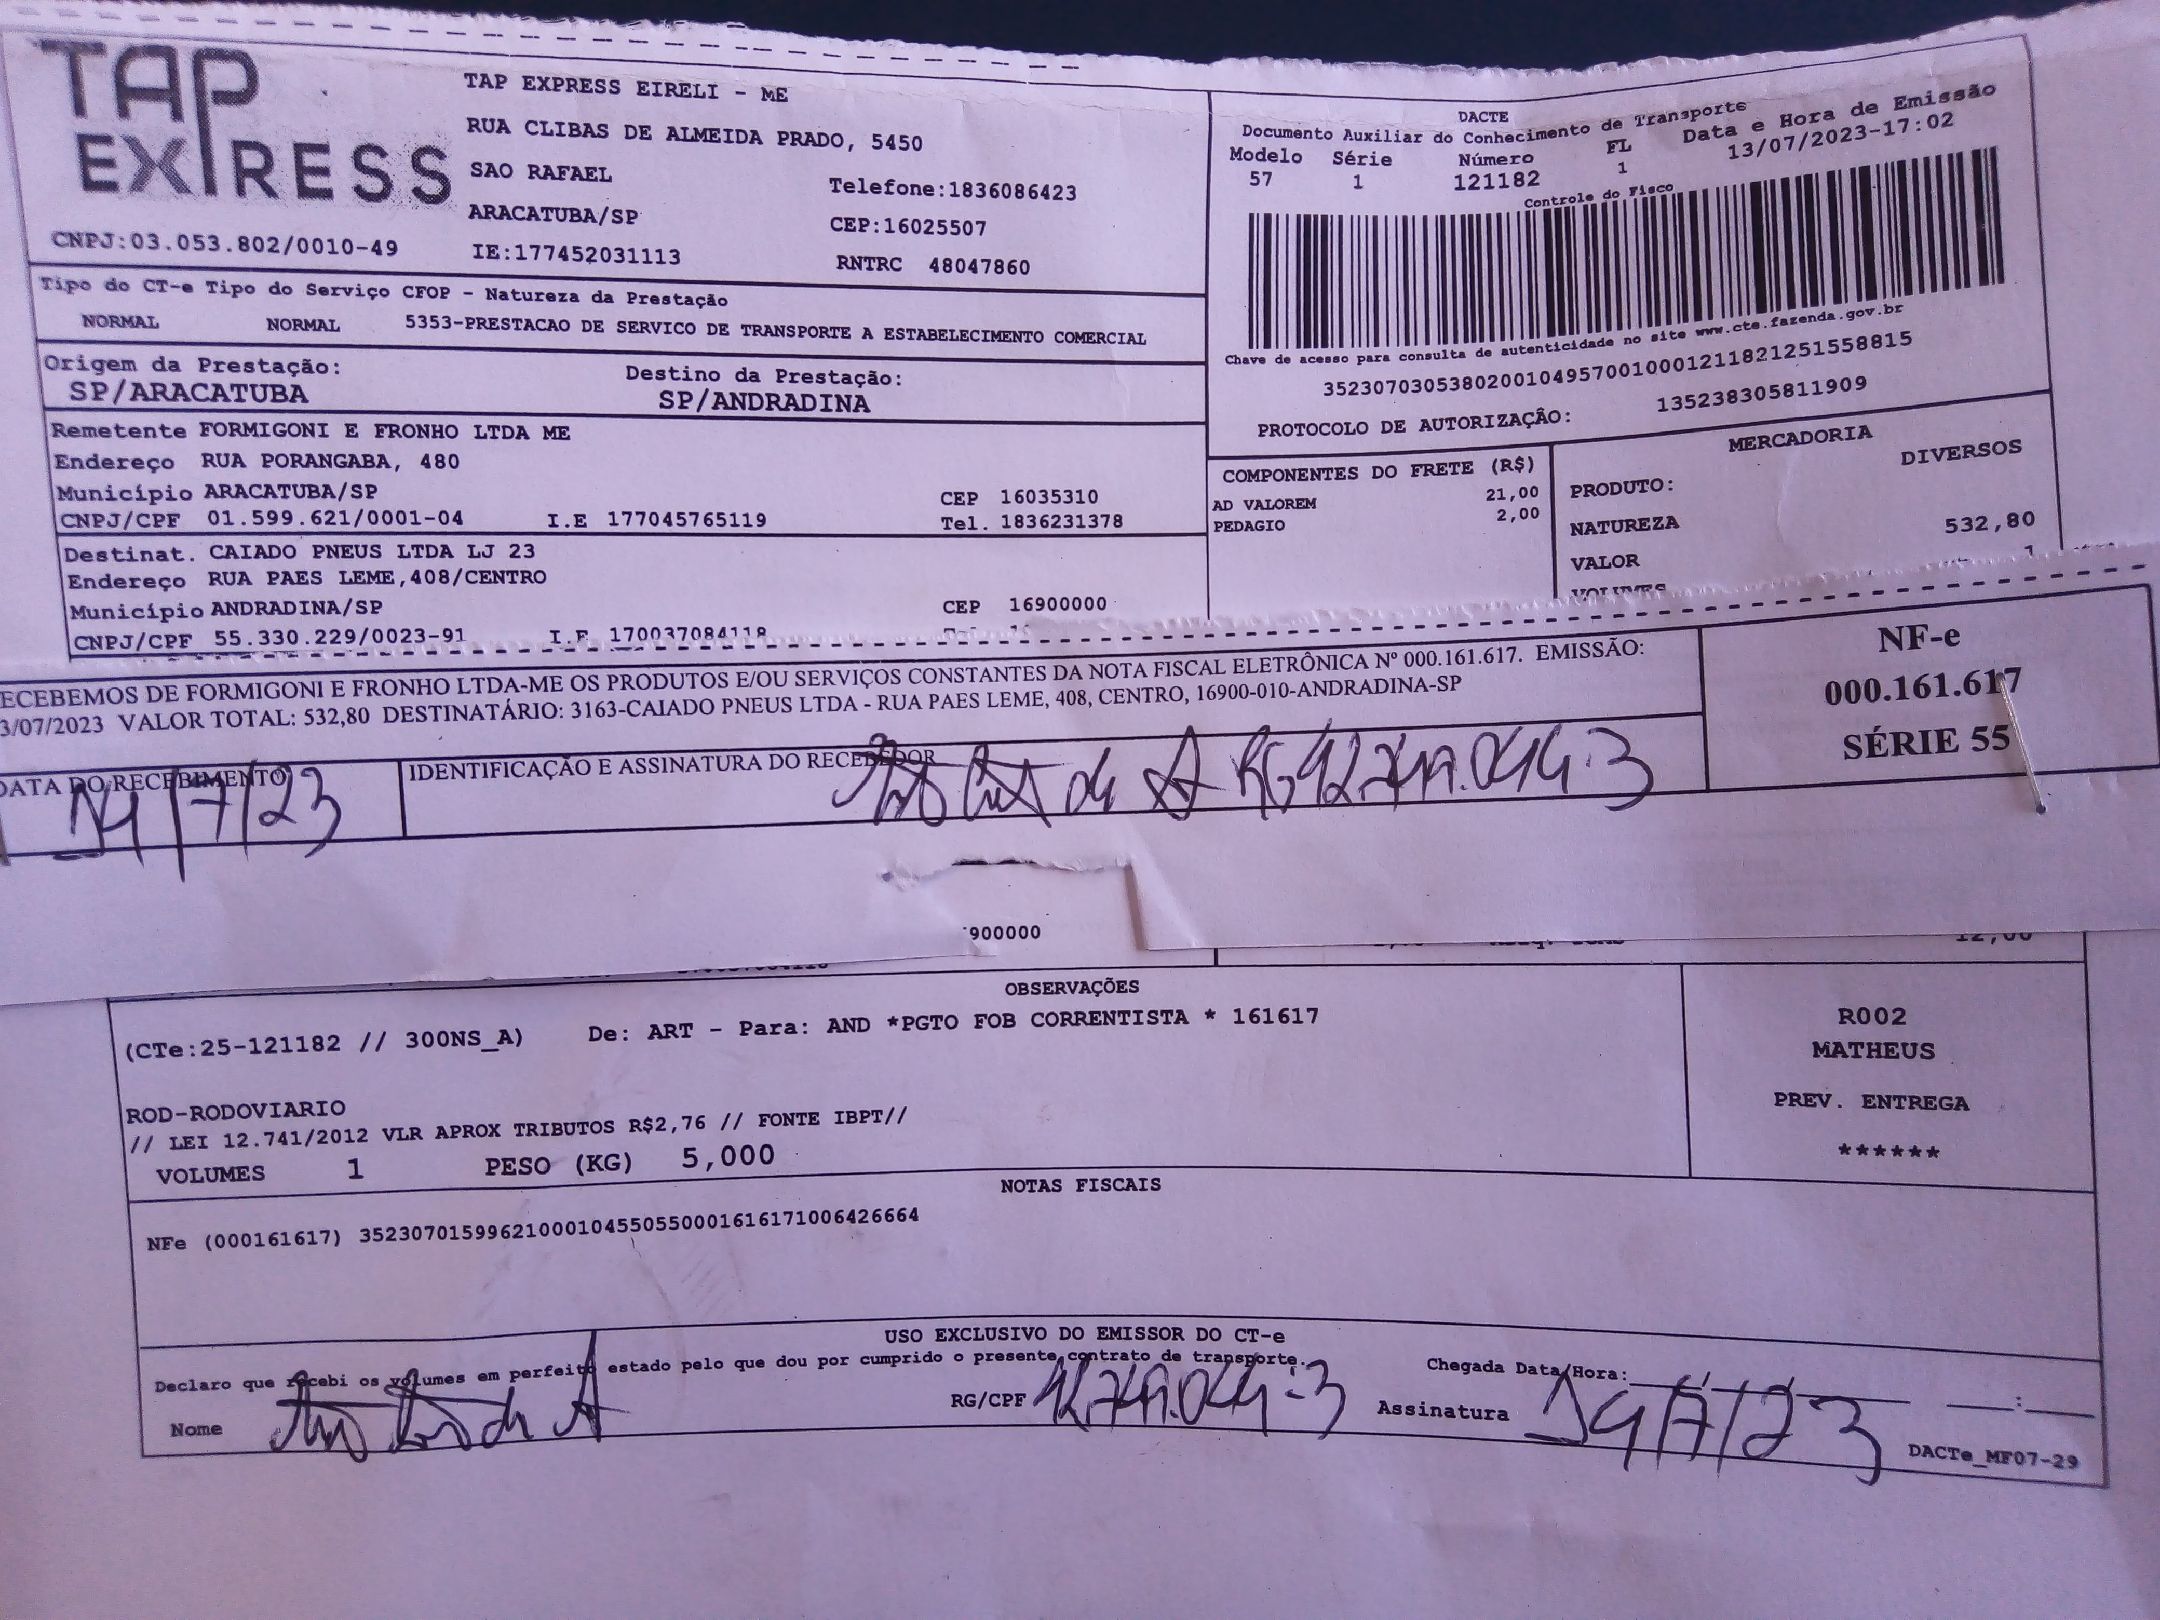 TAP
EXPRESS
TAP EXPRESS EIRELI - ME
RUA CLIBAS DE ALMEIDA PRADO, 5450
SAO RAFAEL
Telefone:1836086423
ARACATUBA/SP
CEP:16025507
CNPJ:03.053.802/0010-49
IE:177452031113
RNTRC 48047860
DACTE
Documento Auxiliar do Conhecimento de Transporte
Modelo Série Número FL Data e Hora de Emissão
57 1 121182 1 13/07/2023-17:02
Controle do Fisco
Chave de acesso para consulta de autenticidade no site www.cte.fazenda.gov.br
35230703053802001049570010001211821251558815
PROTOCOLO DE AUTORIZAÇÂO: 135238305811909
Tipo do CT-e Tipo do Serviço CFOP - Natureza da Prestação
NORMAL NORMAL 5353-PRESTACAO DE SERVICO DE TRANSPORTE A ESTABELECIMENTO COMERCIAL
Origem da Prestação: Destino da Prestação:
SP/ARACATUBA SP/ANDRADINA
Remetente FORMIGONI E FRONHO LTDA ME
Endereço RUA PORANGABA, 480
Município ARACATUBA/SP CEP 16035310
CNPJ/CPF 01.599.621/0001-04 I.E 177045765119 Tel. 1836231378
Destinat. CAIADO PNEUS LTDA LJ 23
Endereço RUA PAES LEME,408/CENTRO
Município ANDRADINA/SP CEP 16900000
CNPJ/CPF 55.330.229/0023-91 I.E 170037084118
COMPONENTES DO FRETE (R$)
AD VALOREM 21,00
PEDAGIO 2,00
MERCADORIA
PRODUTO: DIVERSOS
NATUREZA
VALOR 532,80
VOLUMES 1
ECEBEMOS DE FORMIGONI E FRONHO LTDA-ME OS PRODUTOS E/OU SERVIÇOS CONSTANTES DA NOTA FISCAL ELETRÔNICA Nº 000.161.617. EMISSÃO:
3/07/2023 VALOR TOTAL: 532,80 DESTINATÁRIO: 3163-CAIADO PNEUS LTDA - RUA PAES LEME, 408, CENTRO, 16900-010-ANDRADINA-SP
NF-e
000.161.617
SÉRIE 55
DATA DO RECEBIMENTO
14/7/23
IDENTIFICAÇÃO E ASSINATURA DO RECEBEDOR
900000
12,00
OBSERVAÇÕES
(CTe:25-121182 // 300NS_A) De: ART - Para: AND *PGTO FOB CORRENTISTA * 161617
ROD-RODOVIARIO
// LEI 12.741/2012 VLR APROX TRIBUTOS R$2,76 // FONTE IBPT//
VOLUMES 1 PESO (KG) 5,000
R002
MATHEUS
PREV. ENTREGA
******
NOTAS FISCAIS
NFe (000161617) 35230701599621000104550550001616171006426664
USO EXCLUSIVO DO EMISSOR DO CT-e
Declaro que recebi os volumes em perfeito estado pelo que dou por cumprido o presente contrato de transporte.
Chegada Data/Hora:
Nome
RG/CPF
Assinatura 14/7/23
DACTe_MF07-29